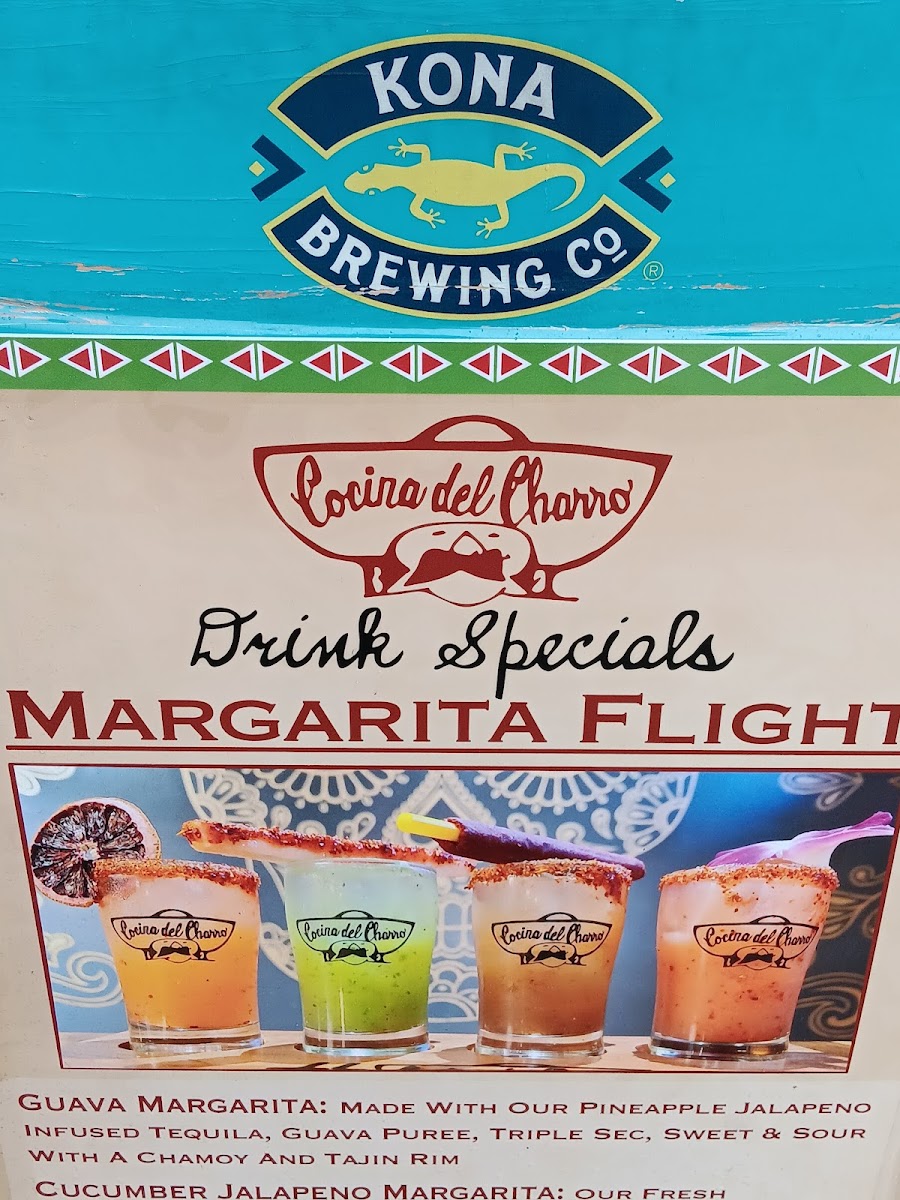 KONA
BREWING CO
®
Cocina del Charro
Drink Specials
MARGARITA FLIGHT
Cocina del Charro
Cocina del Charro
Cocina del Charro
Cocina del Charro
GUAVA MARGARITA: MADE WITH OUR PINEAPPLE JALAPENO
INFUSED TEQUILA, GUAVA PUREE, TRIPLE SEC, SWEET & SOUR
WITH A CHAMOY AND TAJIN RIM
CUCUMBER JALAPENO MARGARITA: OUR FRESH